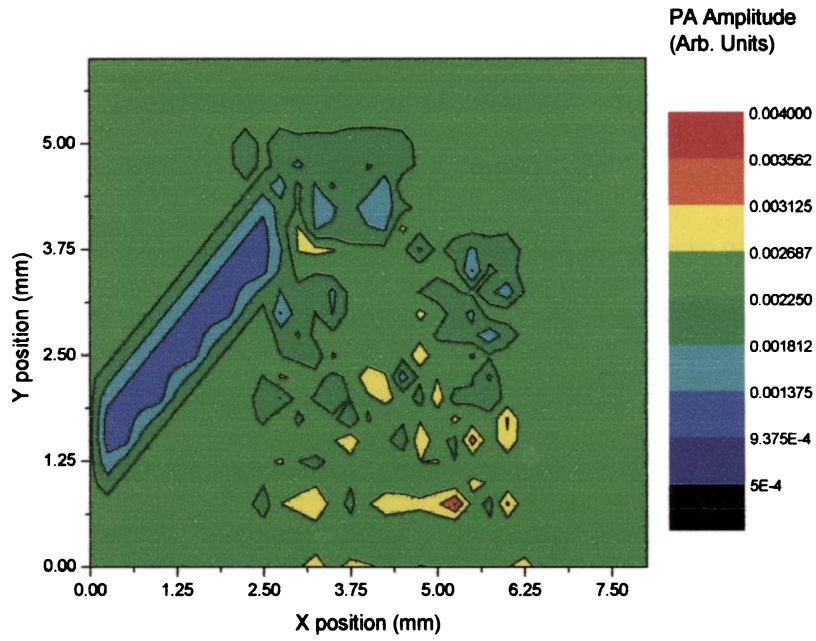 PA Amplitude
(Arb. Units)
0.004000
0.003562
0.003125
0.002687
0.002250
0.001812
0.001375
9.375E-4
5E-4
5.00
3.75
2.50
1.25
0.00
Y position (mm)
0.00 1.25 2.50 3.75 5.00 6.25 7.50
X position (mm)